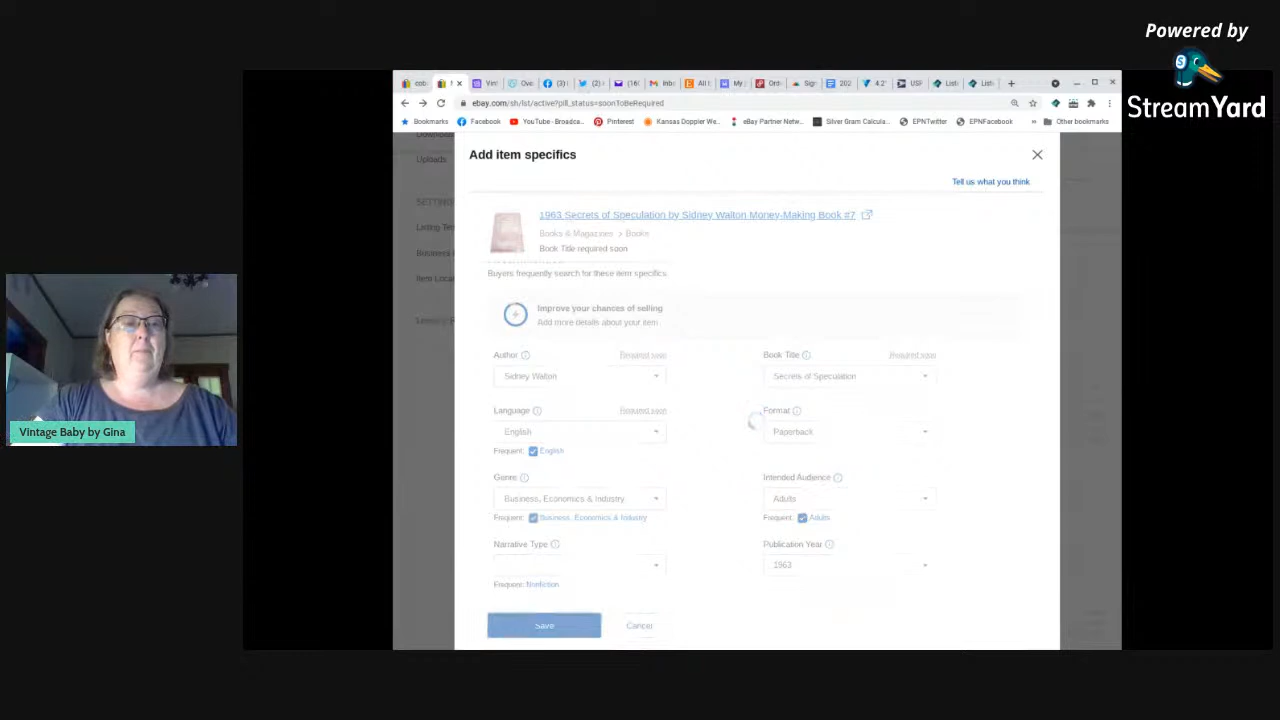 Powered by
StreamYard
ebay.com/sh/lst/active?pill_status=soonToBeRequired
Bookmarks Facebook YouTube - Broadca... Pinterest Kansas Doppler We... eBay Partner Netw... Silver Gram Calcula... EPNTwitter EPNFacebook » Other bookmarks
Uploads
Add item specifics
Tell us what you think
1963 Secrets of Speculation by Sidney Walton Money-Making Book #7
Books & Magazines > Books
Book Title required soon
Buyers frequently search for these item specifics.
Improve your chances of selling
Add more details about your item
Author Required soon Book Title Required soon
Sidney Walton Secrets of Speculation
Language Required soon Format
English Paperback
Frequent: English
Genre Intended Audience
Business, Economics & Industry Adults
Frequent: Business, Economics & Industry Frequent: Adults
Narrative Type Publication Year
1963
Frequent: Nonfiction
Save Cancel
Vintage Baby by Gina